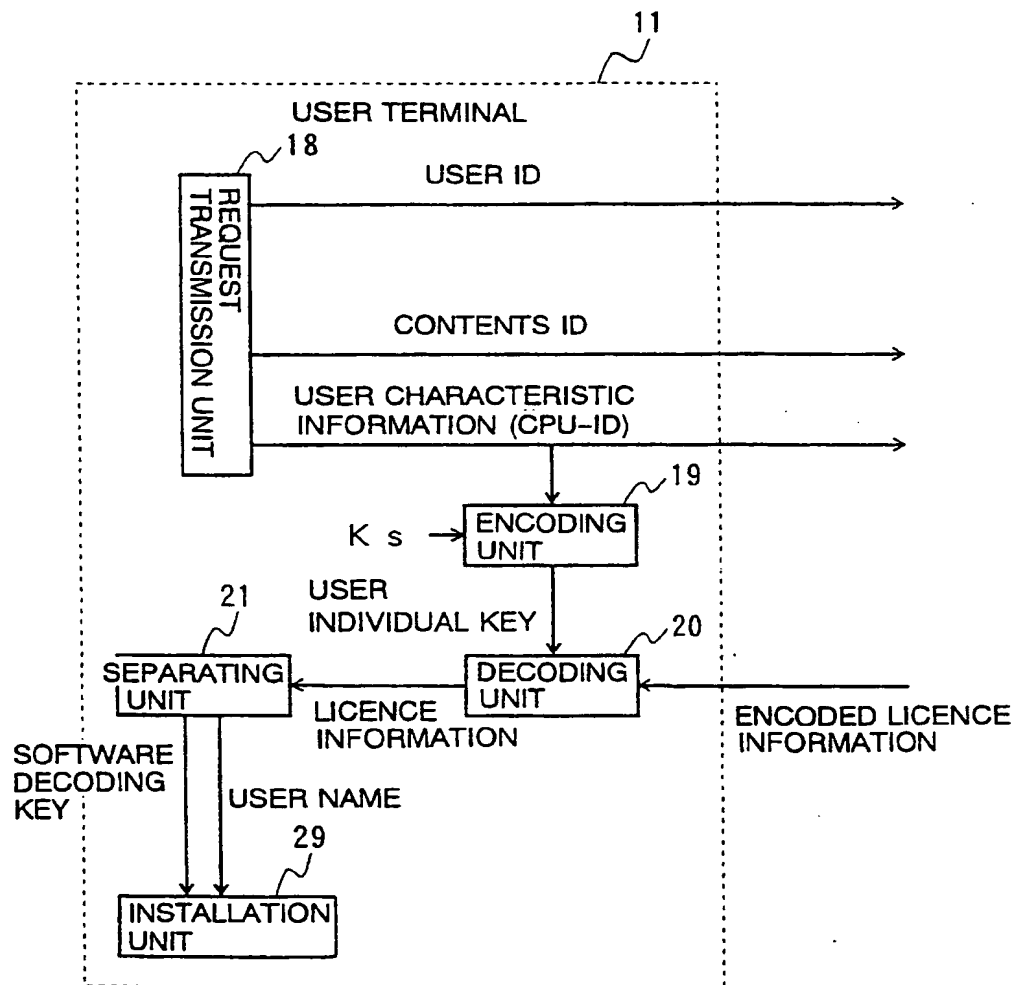 11
USER TERMINAL
18
REQUEST
TRANSMISSION UNIT
USER ID
CONTENTS ID
USER CHARACTERISTIC
INFORMATION (CPU-ID)
19
K s
ENCODING
UNIT
USER
INDIVIDUAL KEY
21
20
SEPARATING
UNIT
DECODING
UNIT
LICENCE
INFORMATION
ENCODED LICENCE
INFORMATION
SOFTWARE
DECODING
KEY
USER NAME
29
INSTALLATION
UNIT